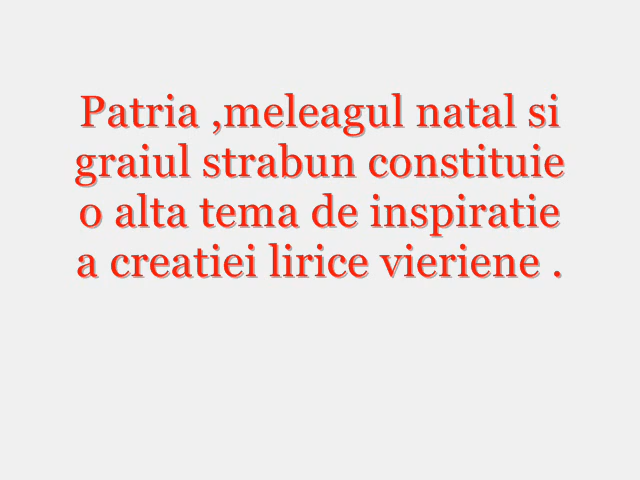 Patria ,meleagul natal si
graiul strabun constituie
o alta tema de inspiratie
a creatiei lirice vieriene .